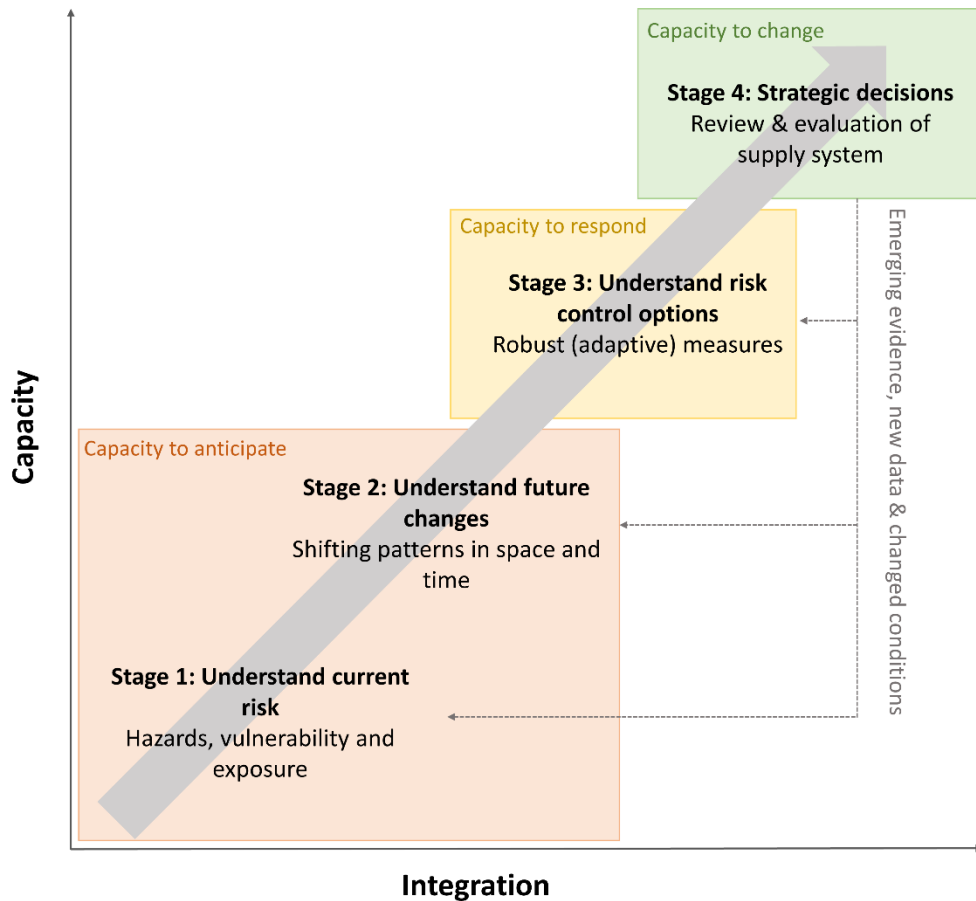 Capacity to change
Stage 4: Strategic decisions
Review & evaluation of
supply system
Capacity to respond
Stage 3: Understand risk
control options
Robust (adaptive) measures
Capacity to anticipate
Stage 2: Understand future
changes
Shifting patterns in space and
time
Stage 1: Understand current
risk
Hazards, vulnerability and
exposure
Emerging evidence, new data & changed conditions
Capacity
Integration